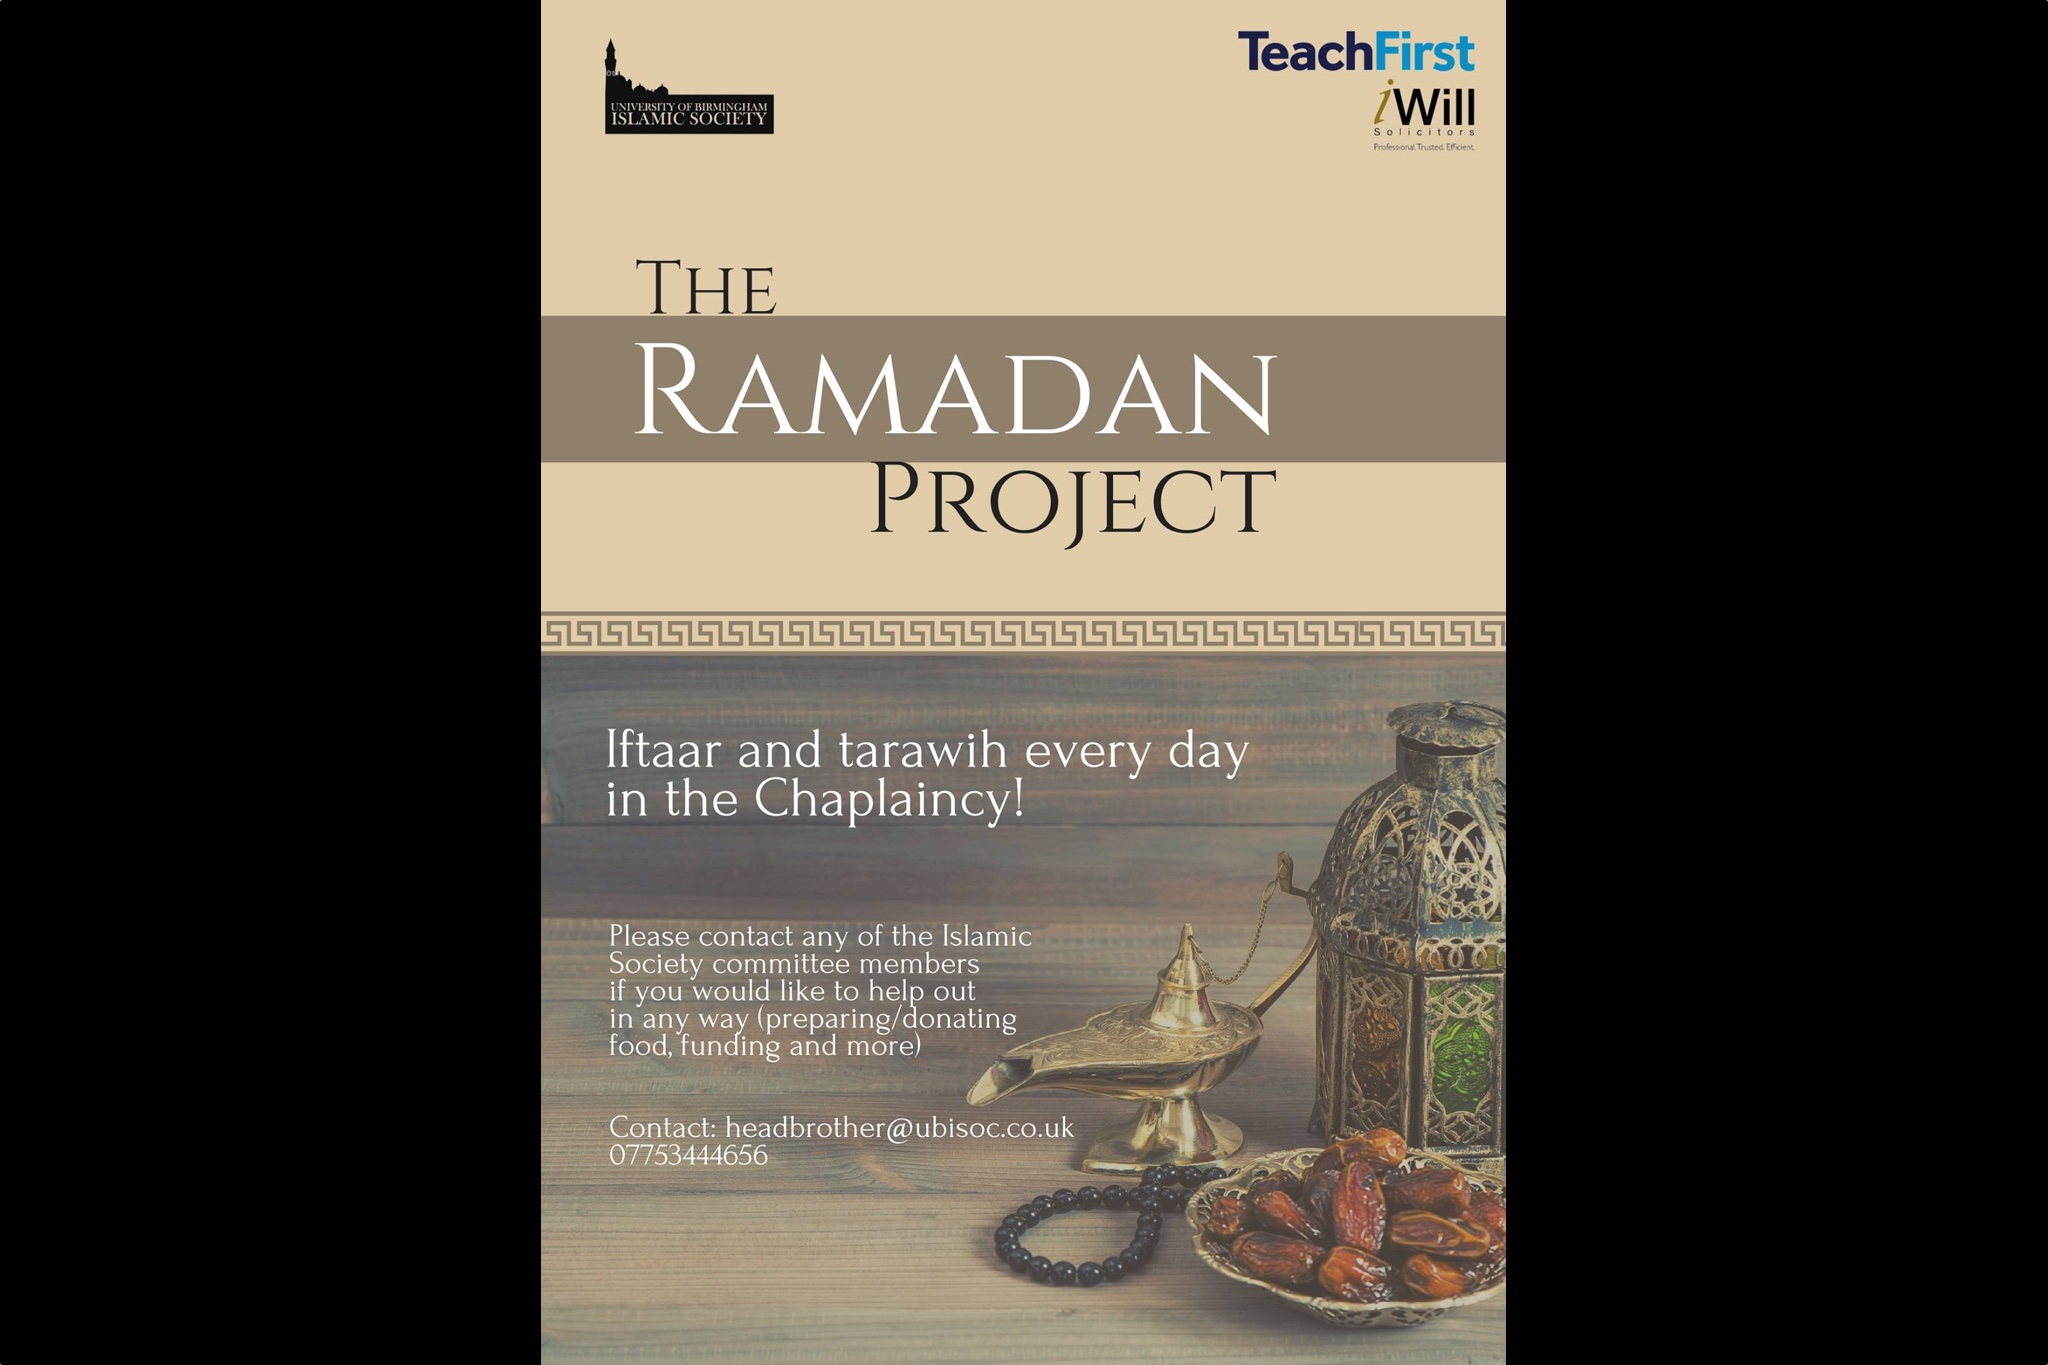 UNIVERSITY OF BIRMINGHAM
ISLAMIC SOCIETY
TeachFirst
iWill
Solicitors
Professional. Trusted. Efficient.
THE
RAMADAN
PROJECT
Iftaar and tarawih every day
in the Chaplaincy!
Please contact any of the Islamic
Society committee members
if you would like to help out
in any way (preparing/donating
food, funding and more)
Contact: headbrother@ubisoc.co.uk
07753444656